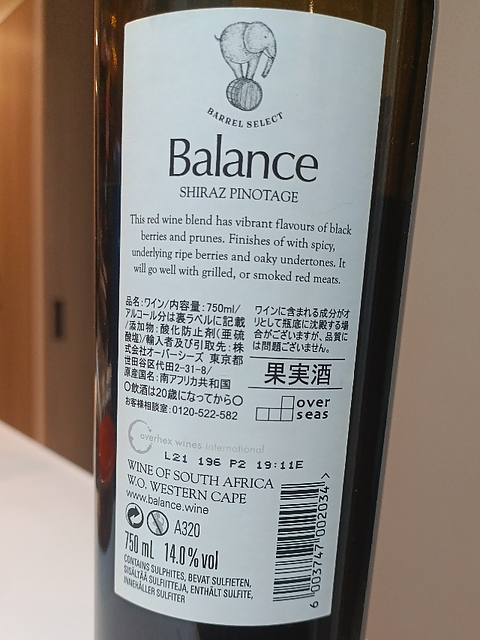 BARREL SELECT
Balance
SHIRAZ PINOTAGE
This red wine blend has vibrant flavours of black
berries and prunes. Finishes of with spicy,
underlying ripe berries and oaky undertones. It
will go well with grilled, or smoked red meats.
品名:ワイン/内容量:750ml/
アルコール分は裏ラベルに記載
/添加物:酸化防止剤(亜硫
酸塩)/輸入者及び引取先:株
式会社オーバーシーズ 東京都
世田谷区代田2-31-8/
原産国名:南アフリカ共和国
〇飲酒は20歳になってから〇
お客様相談室:0120-522-582
ワインに含まれる成分がオ
リとして瓶底に沈殿する場
合がございますが、品質に
は問題ございません。
果実酒
over
seas
overhex wines international
L21 196 P2 19:11E
WINE OF SOUTH AFRICA
W.O. WESTERN CAPE
www.balance.wine
A320
750 mL 14.0% vol
CONTAINS SULPHITES, BEVAT SULFIETEN,
SISÄLTÄÄ SULFIITTEJA, ENTHÄLT SULFITE,
INNEHÅLLER SULFITER
6 003747 002034 >